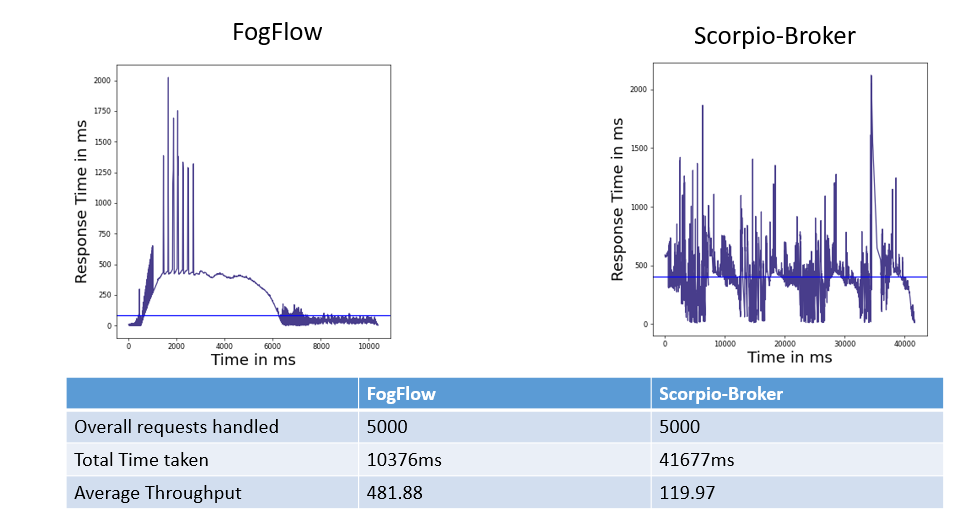 FogFlow
Scorpio-Broker
Response Time in ms
2000
1750
1500
1250
1000
750
500
250
0
0
2000
4000
6000
8000
10000
Time in ms
Response Time in ms
2000
1500
1000
500
0
0
10000
20000
30000
40000
Time in ms
FogFlow Scorpio-Broker
Overall requests handled 5000 5000
Total Time taken 10376ms 41677ms
Average Throughput 481.88 119.97